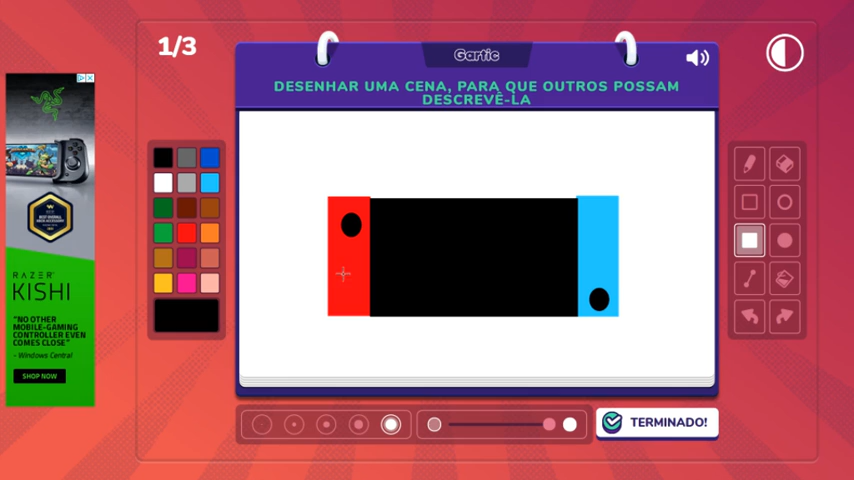 1/3
Gartic
DESENHAR UMA CENA, PARA QUE OUTROS POSSAM
DESCREVÊ-LA
RAZER
KISHI
"NO OTHER
MOBILE-GAMING
CONTROLLER EVEN
COMES CLOSE"
- Windows Central
SHOP NOW
TERMINADO!